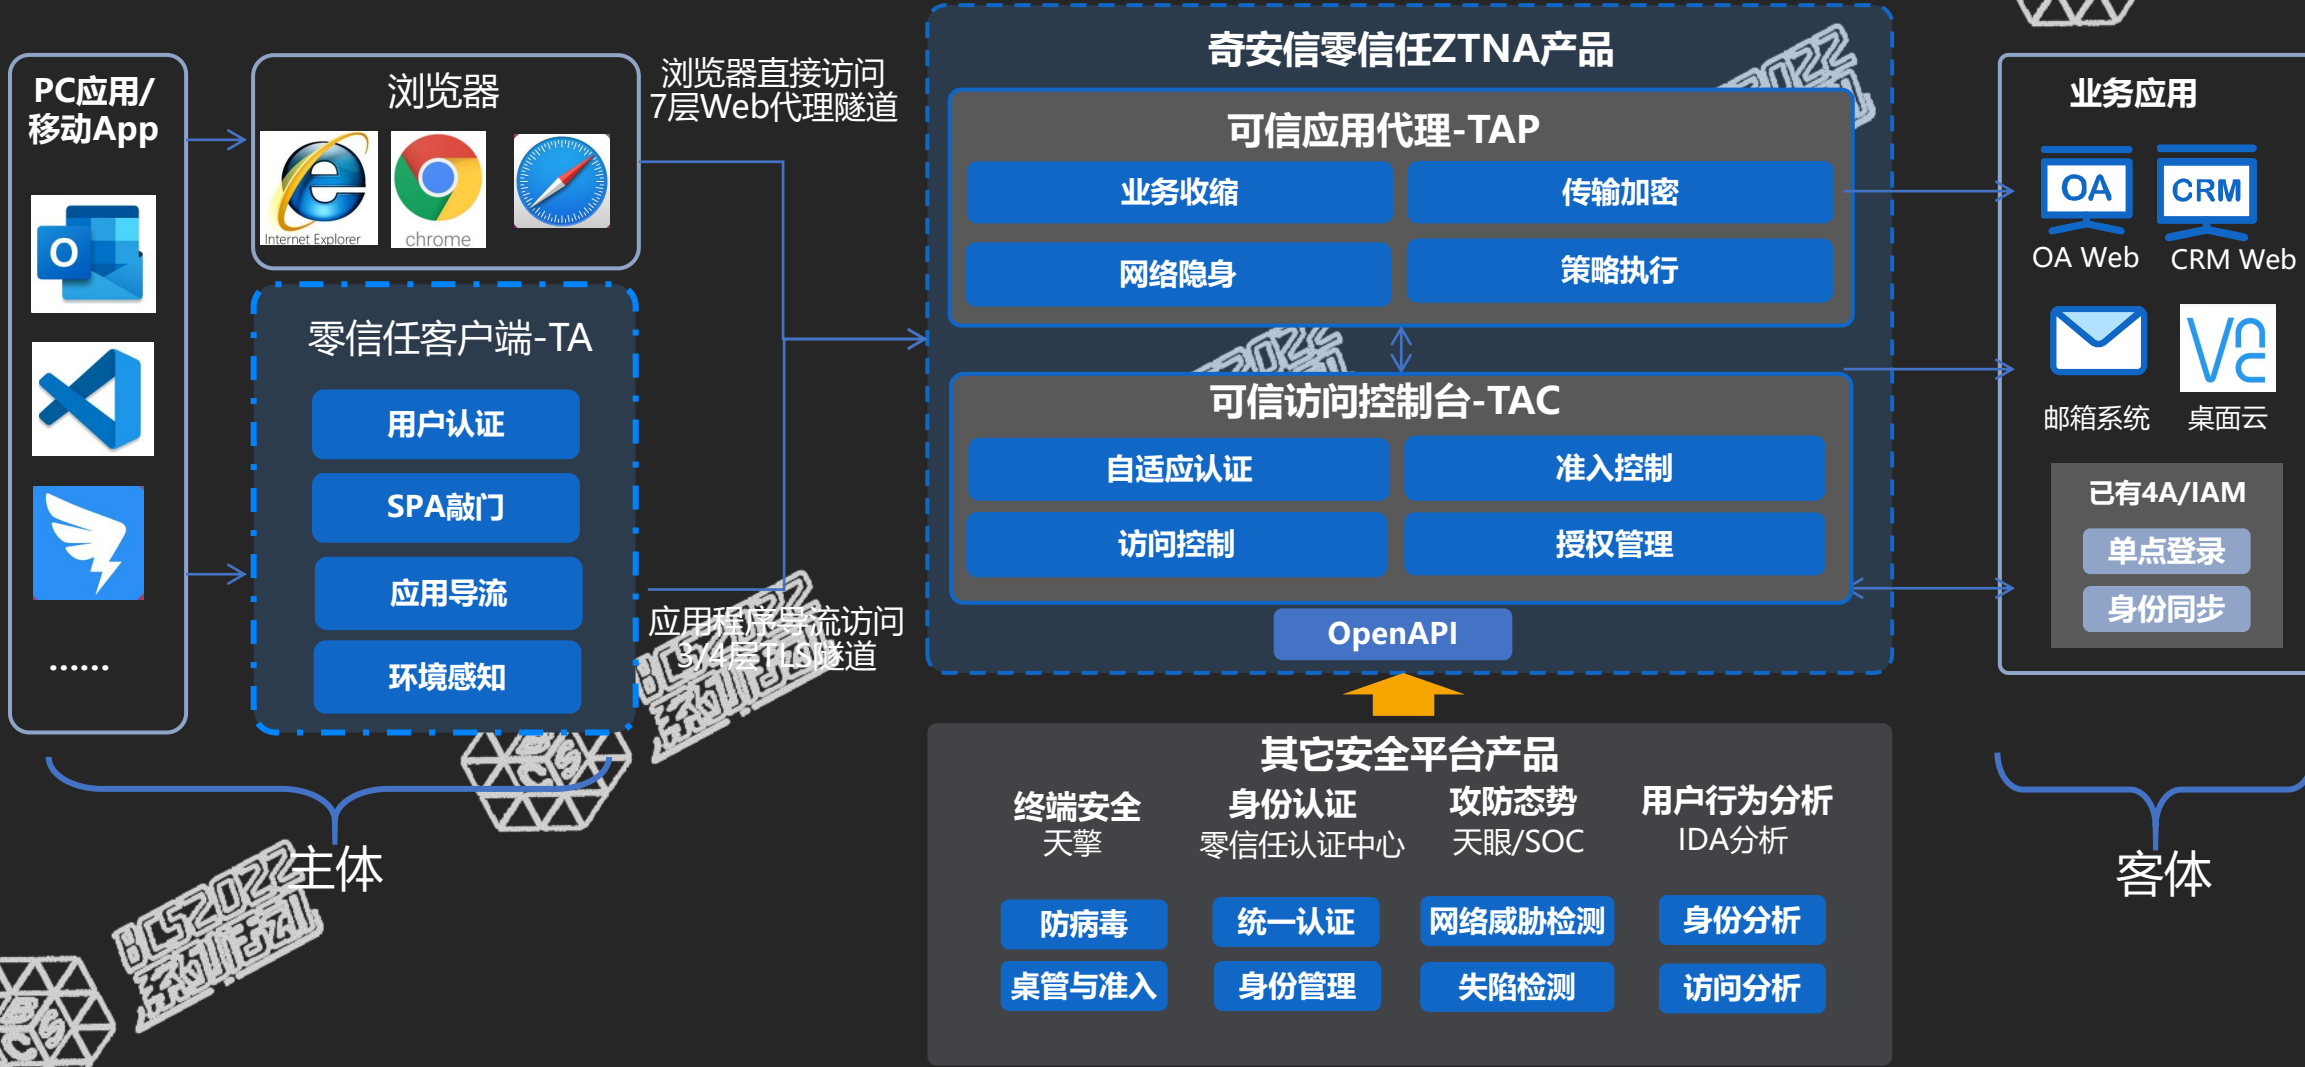 PC应用/
移动App
......
浏览器
Internet Explorer
chrome
零信任客户端-TA
用户认证
SPA敲门
应用导流
环境感知
主体
浏览器直接访问
7层Web代理隧道
应用程序导流访问
3/4层TLS隧道
奇安信零信任ZTNA产品
可信应用代理-TAP
业务收缩
传输加密
网络隐身
策略执行
可信访问控制台-TAC
自适应认证
准入控制
访问控制
授权管理
OpenAPI
其它安全平台产品
终端安全
天擎
防病毒
桌管与准入
身份认证
零信任认证中心
统一认证
身份管理
攻防态势
天眼/SOC
网络威胁检测
失陷检测
用户行为分析
IDA分析
身份分析
访问分析
业务应用
OA
CRM
OA Web
CRM Web
邮箱系统
桌面云
已有4A/IAM
单点登录
身份同步
客体
BCS2022